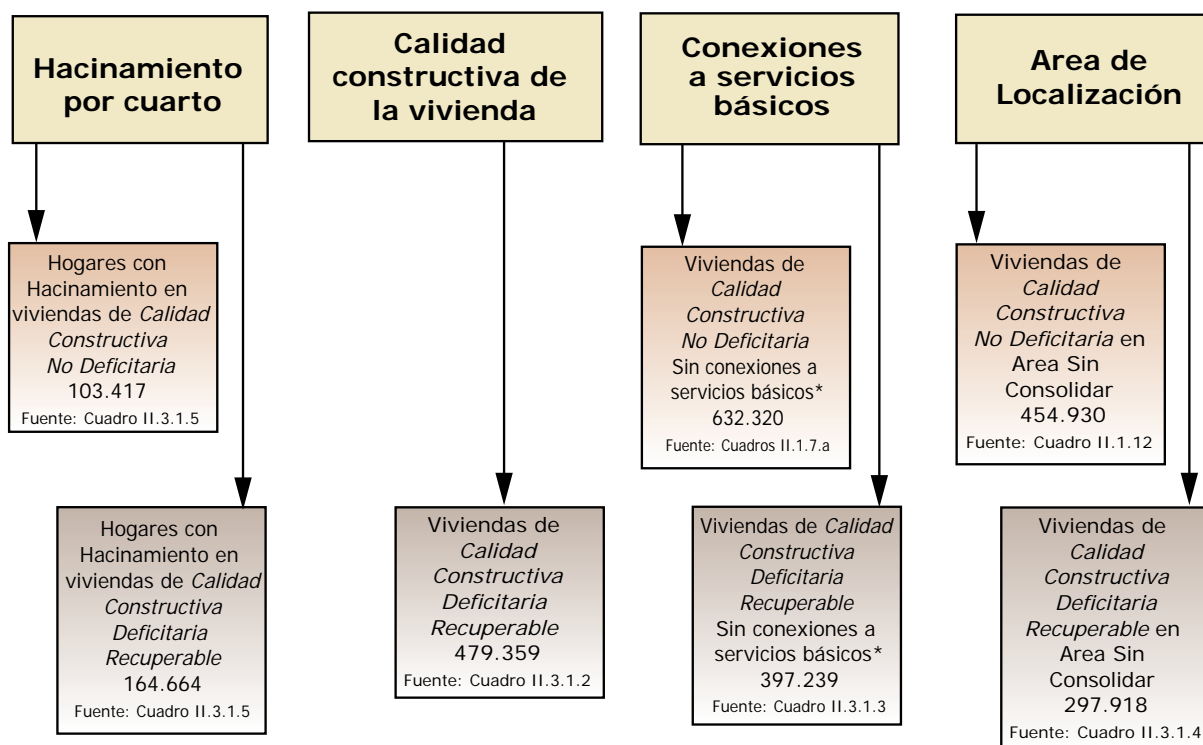 Hacinamiento
por cuarto
Calidad
constructiva de
la vivienda
Conexiones
a servicios
básicos
Area de
Localización
Hogares con
Hacinamiento en
viviendas de Calidad
Constructiva
No Deficitaria
103.417
Fuente: Cuadro II.3.1.5
Viviendas de
Calidad
Constructiva
No Deficitaria
Sin conexiones a
servicios básicos*
632.320
Fuente: Cuadros II.1.7.a
Viviendas de
Calidad
Constructiva
No Deficitaria en
Area Sin
Consolidar
454.930
Fuente: Cuadro II.1.12
Hogares con
Hacinamiento en
viviendas de Calidad
Constructiva
Deficitaria
Recuperable
164.664
Fuente: Cuadro II.3.1.5
Viviendas de
Calidad
Constructiva
Deficitaria
Recuperable
479.359
Fuente: Cuadro II.3.1.2
Viviendas de Calidad
Constructiva
Deficitaria
Recuperable
Sin conexiones a
servicios básicos*
397.239
Fuente: Cuadro II.3.1.3
Viviendas de
Calidad
Constructiva
Deficitaria
Recuperable en
Area Sin
Consolidar
297.918
Fuente: Cuadro II.3.1.4